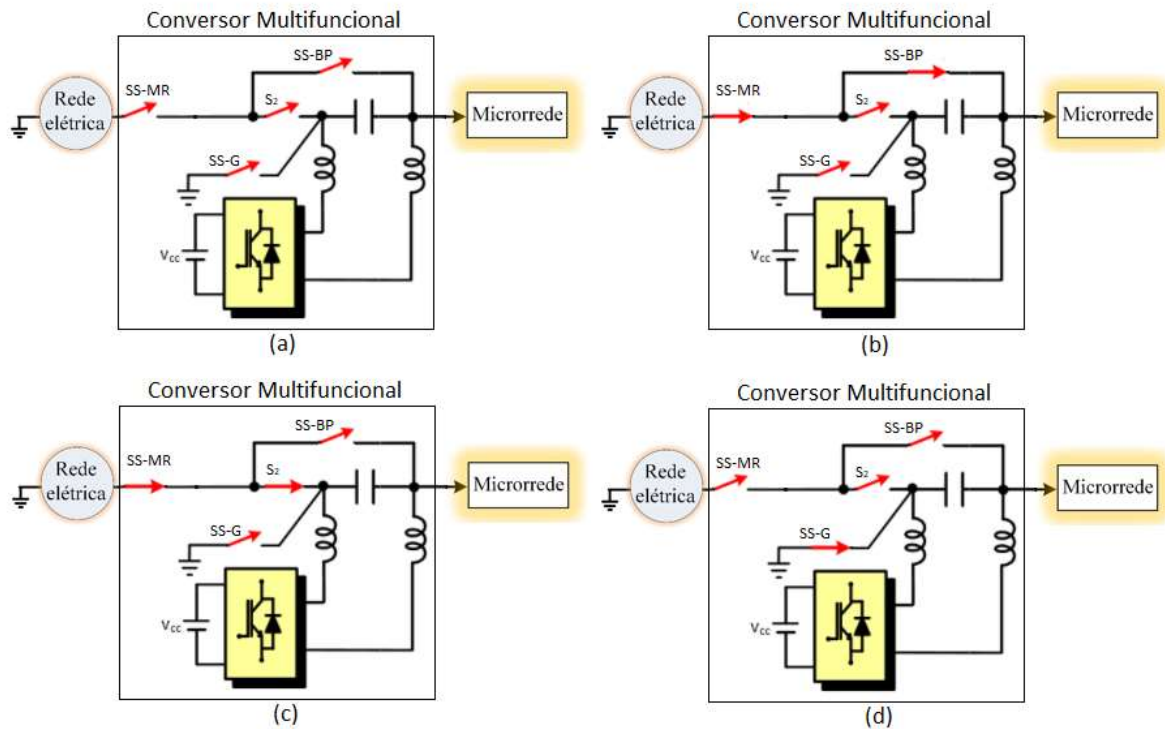 Conversor Multifuncional
SS-BP
SS-MR
Rede
elétrica
S2
Microrrede
SS-G
Vcc
(a)
Conversor Multifuncional
SS-BP
SS-MR
Rede
elétrica
S2
Microrrede
SS-G
Vcc
(b)
Conversor Multifuncional
SS-BP
SS-MR
Rede
elétrica
S2
Microrrede
SS-G
Vcc
(c)
Conversor Multifuncional
SS-BP
SS-MR
Rede
elétrica
S2
Microrrede
SS-G
Vcc
(d)